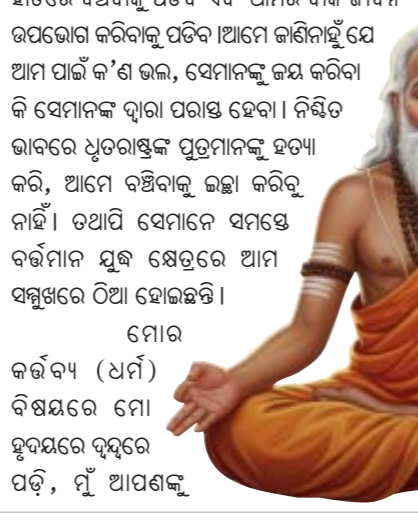 ଉପଭୋଗ କରିବାକୁ ପଡିବ ।ଆମେ ଜାଣିନାହୁଁ ଯେ
ଆମ ପାଇଁ କ’ଣ ଭଲ, ସେମାନଙ୍କୁ ଜୟ କରିବା
କି ସେମାନଙ୍କ ଦ୍ୱାରା ପରାସ୍ତ ହେବା। ନିଶ୍ଚିତ
ଭାବରେ ଧୃତରାଷ୍ଟ୍ରଙ୍କ ପୁତ୍ରମାନଙ୍କୁ ହତ୍ୟା
କରି, ଆମେ ବଞ୍ଚିବାକୁ ଇଚ୍ଛା କରିବୁ
ନାହିଁ। ତଥାପି ସେମାନେ ସମସ୍ତେ
ବର୍ତ୍ତମାନ ଯୁଦ୍ଧ କ୍ଷେତ୍ରରେ ଆମ
ସମ୍ମୁଖରେ ଠିଆ ହୋଇଛନ୍ତି।
ମୋର
କର୍ତ୍ତବ୍ୟ (ଧର୍ମ)
ବିଷୟରେ ମୋ
ହୃଦୟରେ ଦ୍ୱନ୍ଦ୍ୱରେ
ପଡ଼ି, ମୁଁ ଆପଣଙ୍କୁ